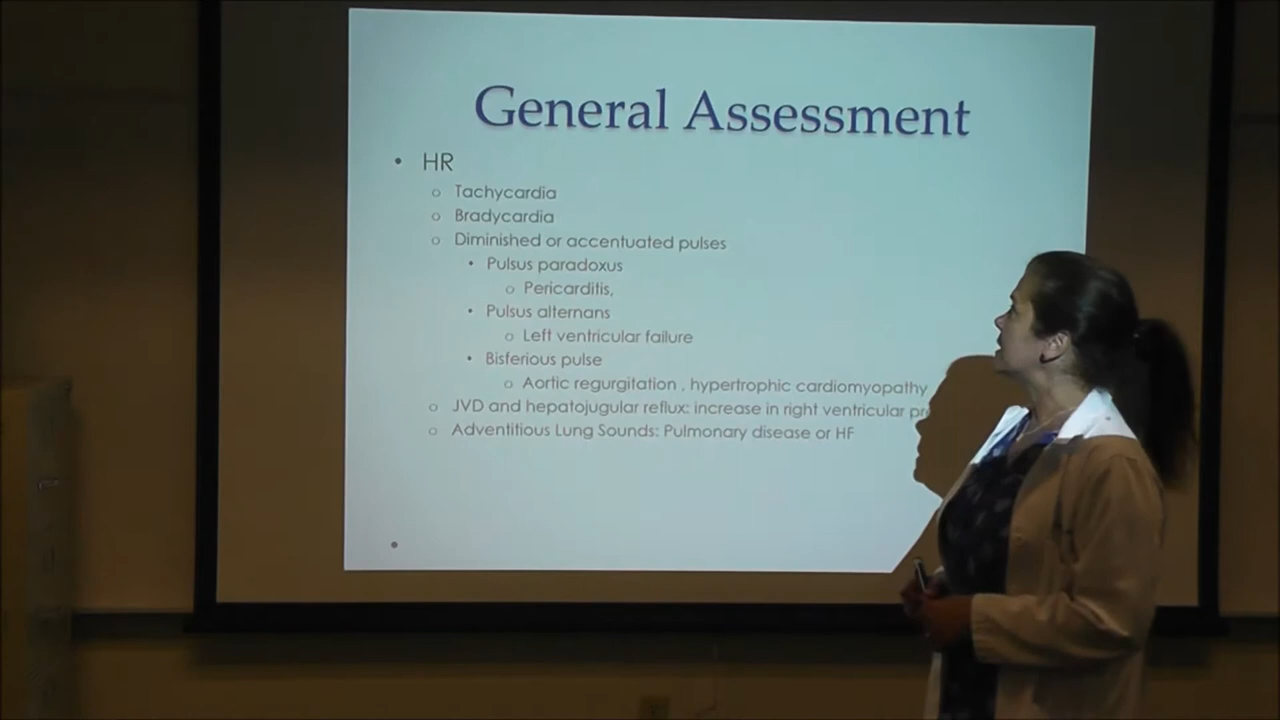 General Assessment
• HR
o Tachycardia
o Bradycardia
o Diminished or accentuated pulses
• Pulsus paradoxus
o Pericarditis,
• Pulsus alternans
o Left ventricular failure
• Bisferious pulse
o Aortic regurgitation , hypertrophic cardiomyopathy
o JVD and hepatojugular reflux: increase in right ventricular
o Adventitious Lung Sounds: Pulmonary disease or HF
•